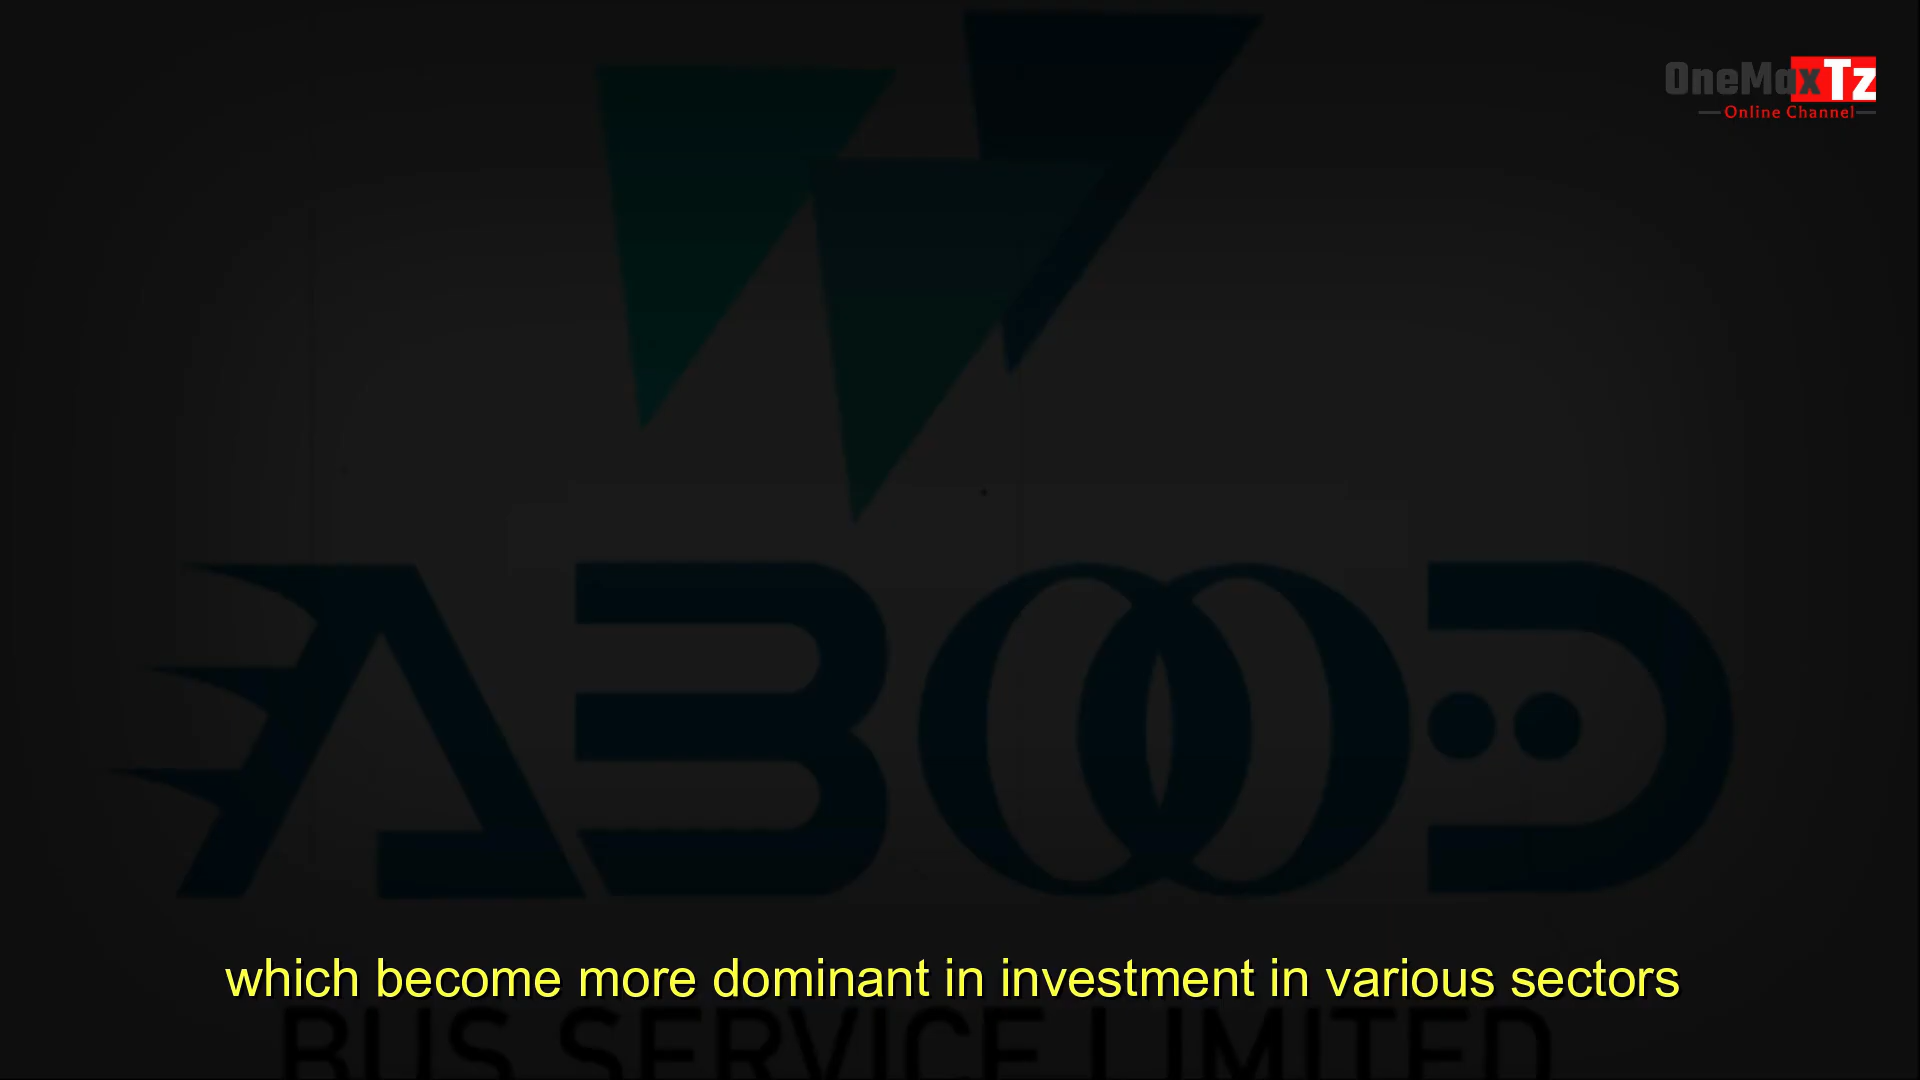 OneMaxTz
Online Channel
ABOOD
which become more dominant in investment in various sectors
BUS SERVICE LIMITED